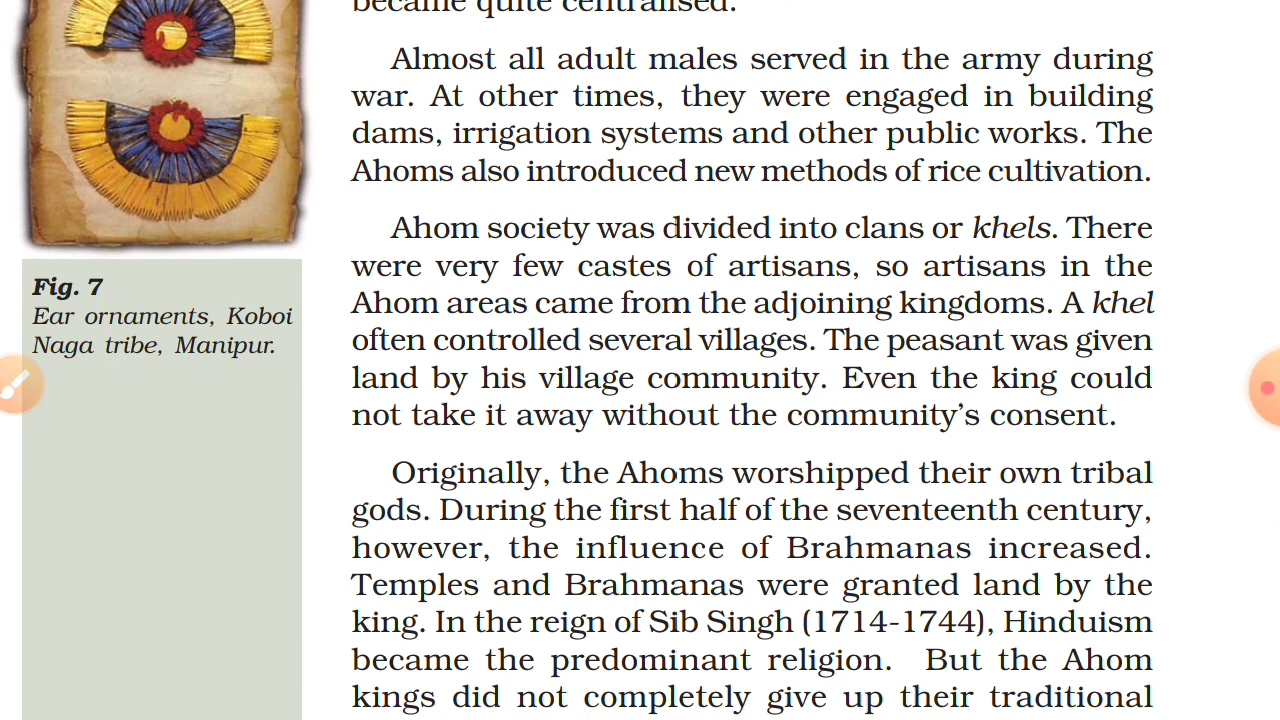 became quite centralised.
Almost all adult males served in the army during
war. At other times, they were engaged in building
dams, irrigation systems and other public works. The
Ahoms also introduced new methods of rice cultivation.
Ahom society was divided into clans or khels. There
were very few castes of artisans, so artisans in the
Ahom areas came from the adjoining kingdoms. A khel
often controlled several villages. The peasant was given
land by his village community. Even the king could
not take it away without the community's consent.
Originally, the Ahoms worshipped their own tribal
gods. During the first half of the seventeenth century,
however, the influence of Brahmanas increased.
Temples and Brahmanas were granted land by the
king. In the reign of Sib Singh (1714-1744), Hinduism
became the predominant religion. But the Ahom
kings did not completely give up their traditional
Fig. 7
Ear ornaments, Koboi
Naga tribe, Manipur.